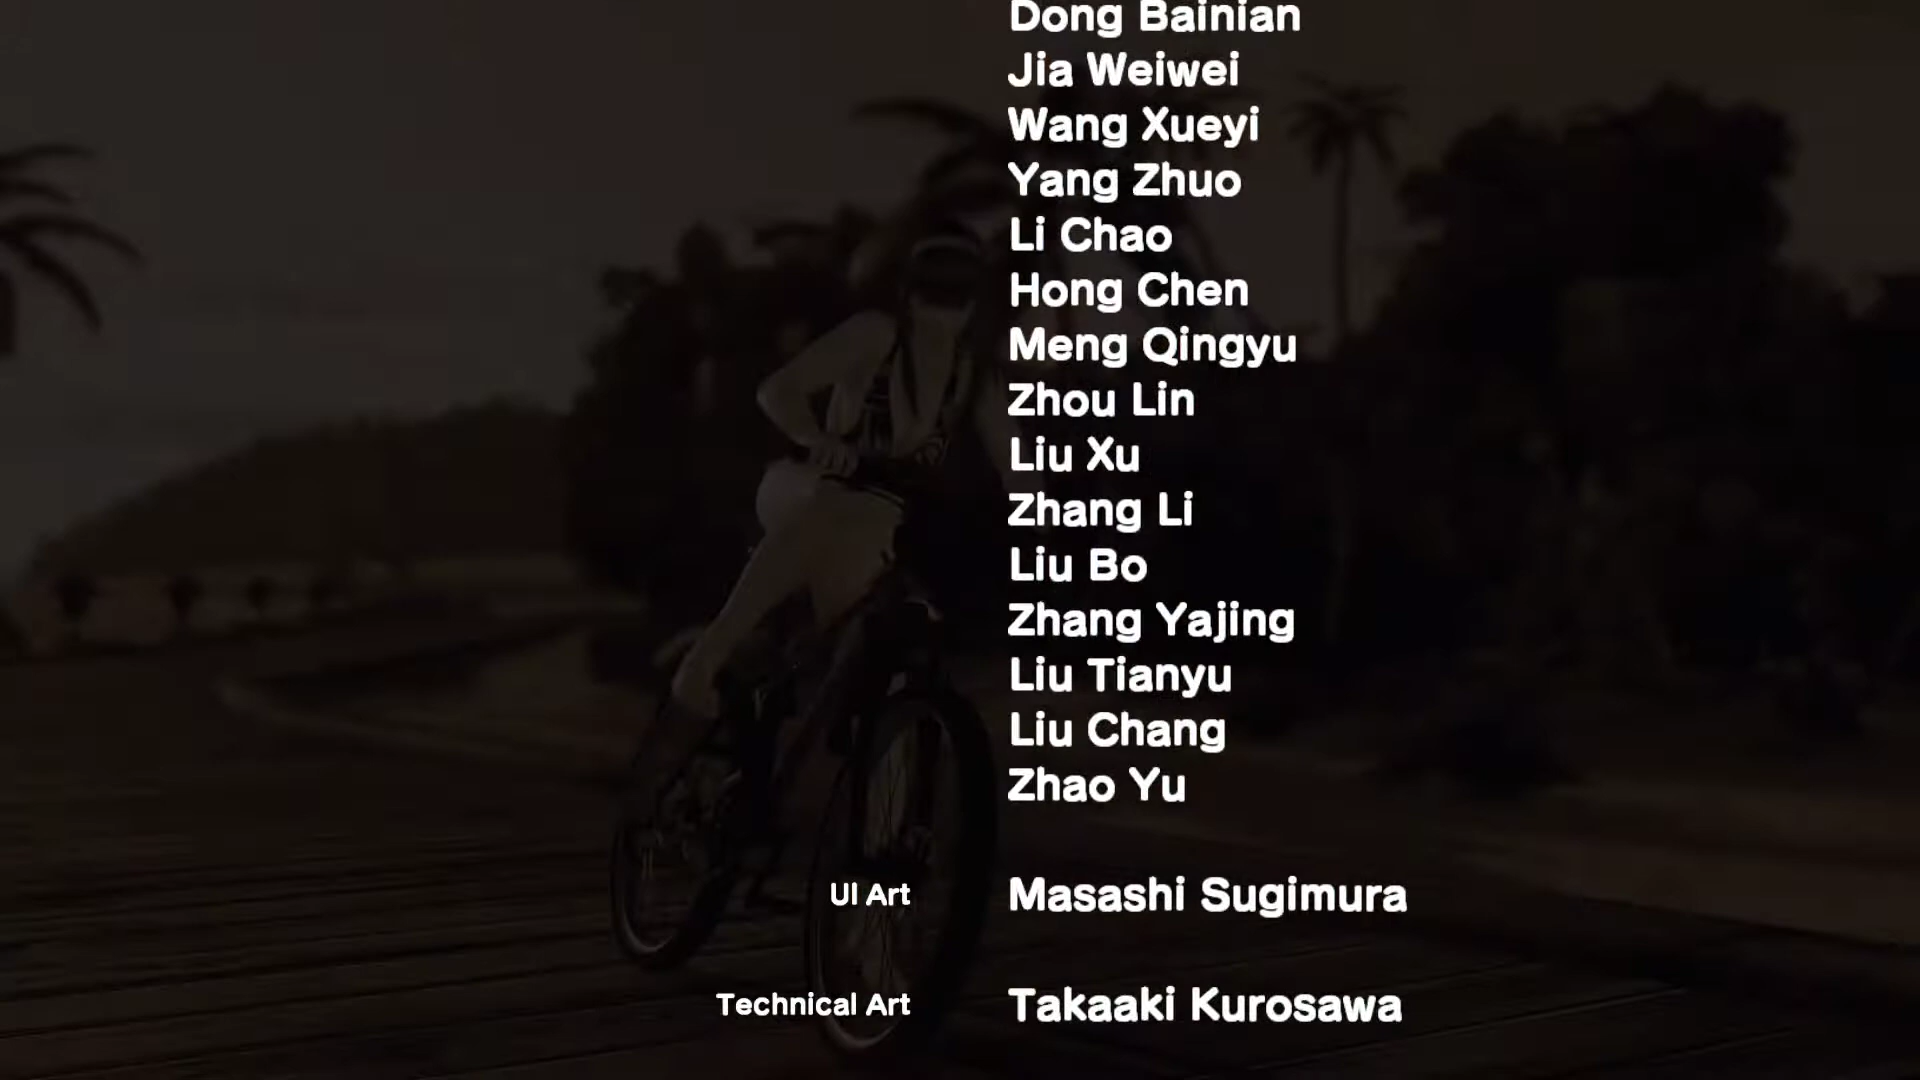 Dong Bainian
Jia Weiwei
Wang Xueyi
Yang Zhuo
Li Chao
Hong Chen
Meng Qingyu
Zhou Lin
Liu Xu
Zhang Li
Liu Bo
Zhang Yajing
Liu Tianyu
Liu Chang
Zhao Yu
UI Art Masashi Sugimura
Technical Art Takaaki Kurosawa